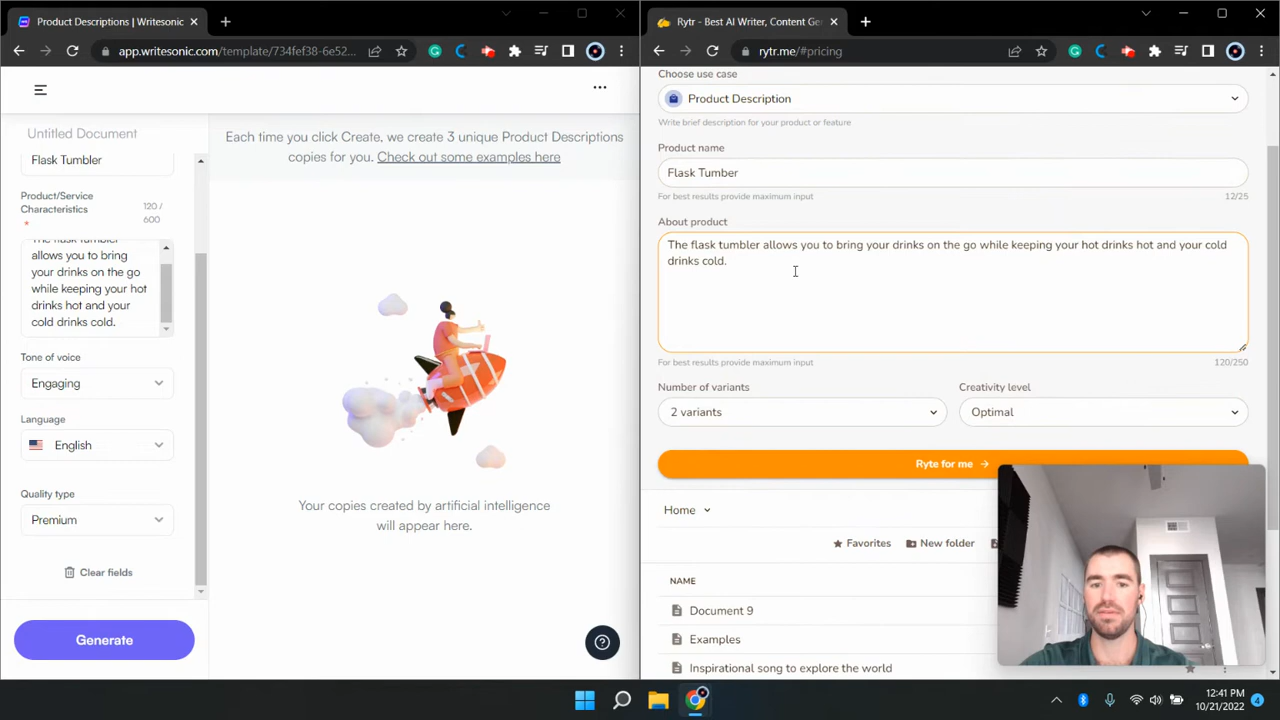 Product Descriptions | Writesonic
app.writesonic.com/template/734fef38-6e52...
Untitled Document
Flask Tumbler
Product/Service
Characteristics
*
120 /
600
The flask tumbler
allows you to bring
your drinks on the go
while keeping your hot
drinks hot and your
cold drinks cold.
Tone of voice
Engaging
Language
English
Quality type
Premium
Clear fields
Generate
Each time you click Create, we create 3 unique Product Descriptions
copies for you. Check out some examples here
Your copies created by artificial intelligence
will appear here.
Rytr - Best AI Writer, Content Ge
rytr.me/#pricing
Choose use case
Product Description
Write brief description for your product or feature
Product name
Flask Tumber
For best results provide maximum input
12/25
About product
The flask tumbler allows you to bring your drinks on the go while keeping your hot drinks hot and your cold
drinks cold.
For best results provide maximum input
120/250
Number of variants
2 variants
Creativity level
Optimal
Ryte for me →
Home
Favorites
New folder
NAME
Document 9
Examples
Inspirational song to explore the world
12:41 PM
10/21/2022
4